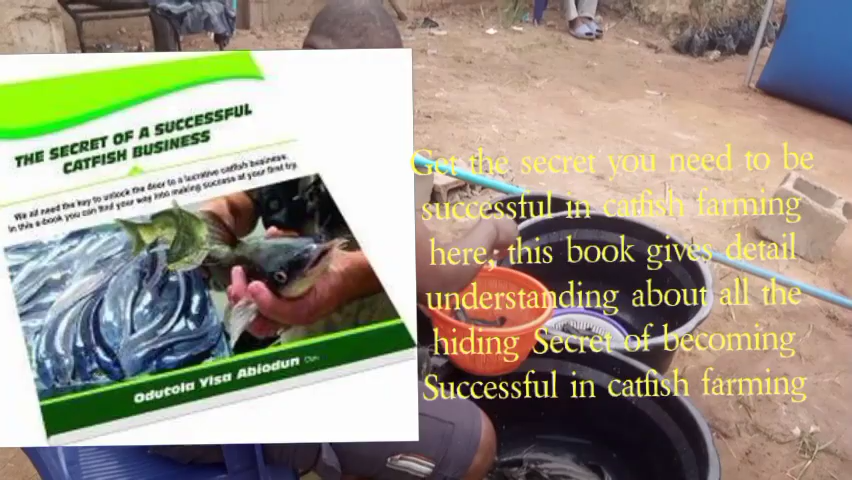 THE SECRET OF A SUCCESSFUL
CATFISH BUSINESS
We all need the key to unlock the door to a lucrative catfish business.
In this e-book you can find your way into making success at your first try.
Odutola Yisa Abiodun
Get the secret you need to be
successful in catfish farming
here, this book gives detail
understanding about all the
hiding Secret of becoming
Successful in catfish farming